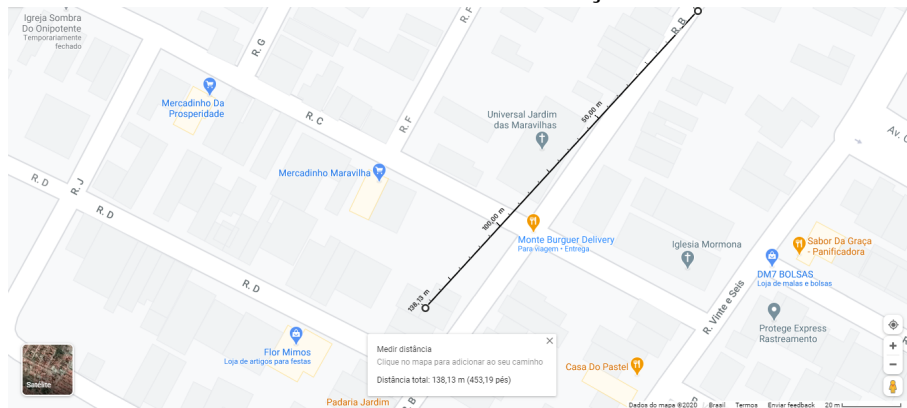 Igreja Sombra
Do Onipotente
Temporariamente
fechado
R. G
R. F
R. B
Mercadinho Da
Prosperidade
R. C
R. F
50,00 m
Universal Jardim
das Maravilhas
Av. C
Mercadinho Maravilha
R. D
R. J
R. D
100,00 m
Monte Burguer Delivery
Para viagem • Entrega
Iglesia Mormona
Sabor Da Graça
- Panificadora
DM7 BOLSAS
Loja de malas e bolsas
R. D
138,13 m
R. Vinte e Seis
Protege Express
Rastreamento
Flor Mimos
Loja de artigos para festas
Medir distância
Clique no mapa para adicionar ao seu caminho
Distância total: 138,13 m (453,19 pés)
Casa Do Pastel
Satélite
Padaria Jardim
R. B
Dados do mapa ©2020 Brasil Termos Enviar feedback 20 m